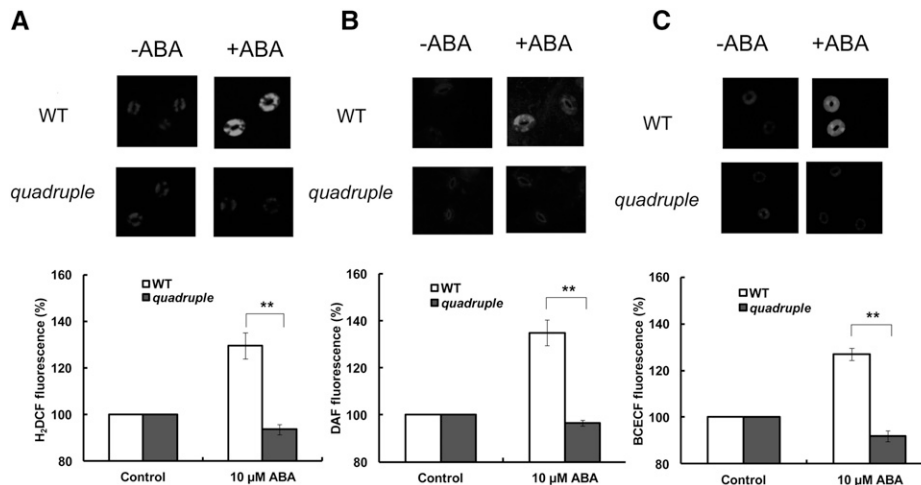 A
B
C
-ABA +ABA
-ABA +ABA
-ABA +ABA
WT
WT
WT
quadruple
quadruple
quadruple
H₂DCF fluorescence (%)
160
140
120
100
80
WT
quadruple
**
Control
10 µM ABA
DAF fluorescence (%)
160
140
120
100
80
WT
quadruple
**
Control
10 µM ABA
BCECF fluorescence (%)
160
140
120
100
80
WT
quadruple
**
Control
10 µM ABA